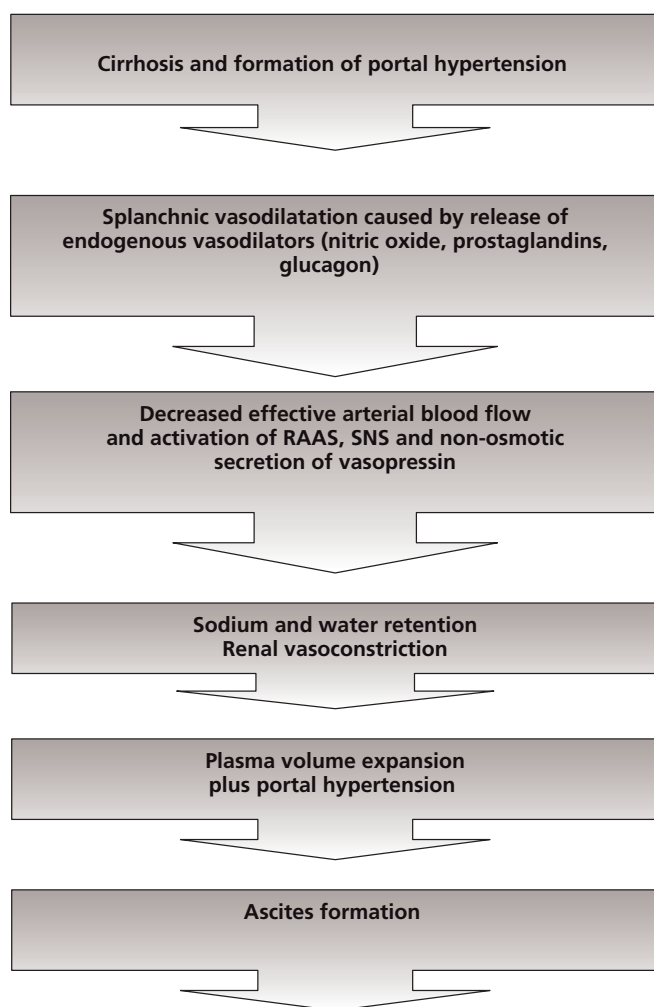 Cirrhosis and formation of portal hypertension
Splanchnic vasodilatation caused by release of
endogenous vasodilators (nitric oxide, prostaglandins,
glucagon)
Decreased effective arterial blood flow
and activation of RAAS, SNS and non-osmotic
secretion of vasopressin
Sodium and water retention
Renal vasoconstriction
Plasma volume expansion
plus portal hypertension
Ascites formation